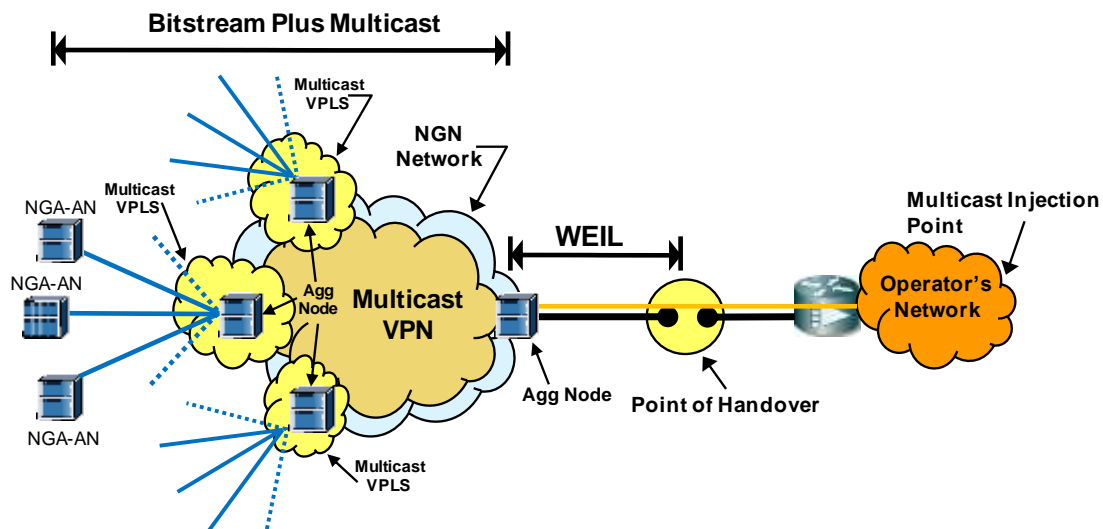 Bitstream Plus Multicast
Multicast
VPLS
NGN
Network
Multicast
VPLS
NGA-AN
NGA-AN
NGA-AN
Agg
Node
Multicast
VPN
WEIL
Agg Node
Point of Handover
Multicast Injection
Point
Operator's
Network
Multicast
VPLS